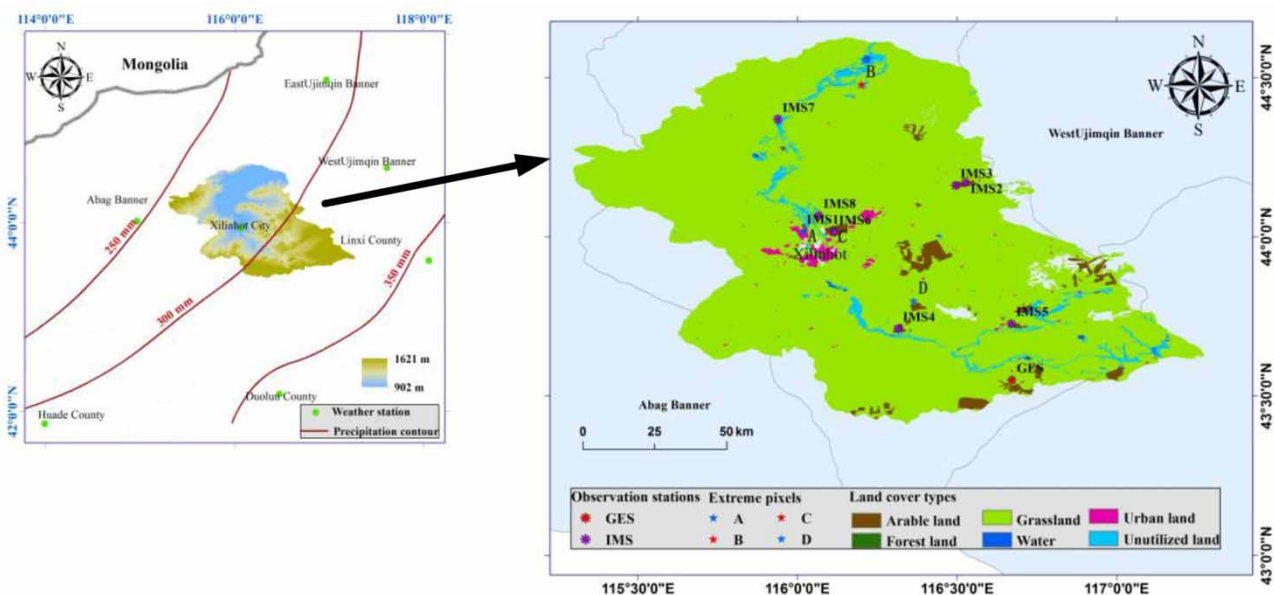 114°0'0"E
116°0'0"E
118°0'0"E
N
W
E
S
Mongolia
EastUjimqin Banner
WestUjimqin Banner
Abag Banner
Xilinhot City
Linxi County
44°0'0"N
250 mm
300 mm
350 mm
1621 m
902 m
Duolun County
Huade County
42°0'0"N
Weather station
Precipitation contour
N
W
E
S
B
IMS7
WestUjimqin Banner
IMS3
IMS2
IMS8
IMS1
IMS6
A
C
Xilinhot
D
IMS4
IMS5
GES
Abag Banner
0 25 50 km
44°30'0"N
44°0'0"N
43°30'0"N
43°0'0"N
Observation stations Extreme pixels Land cover types
GES A C Arable land Grassland Urban land
IMS B D Forest land Water Unutilized land
115°30'0"E 116°0'0"E 116°30'0"E 117°0'0"E